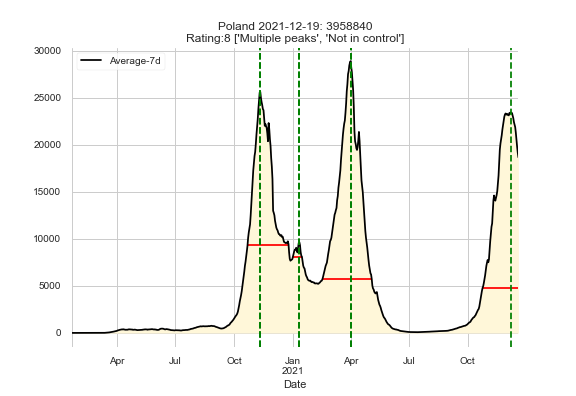 Poland 2021-12-19: 3958840
Rating:8 ['Multiple peaks', 'Not in control']
30000
25000
20000
15000
10000
5000
0
Average-7d
Apr Jul Oct Jan Apr Jul Oct
2021
Date